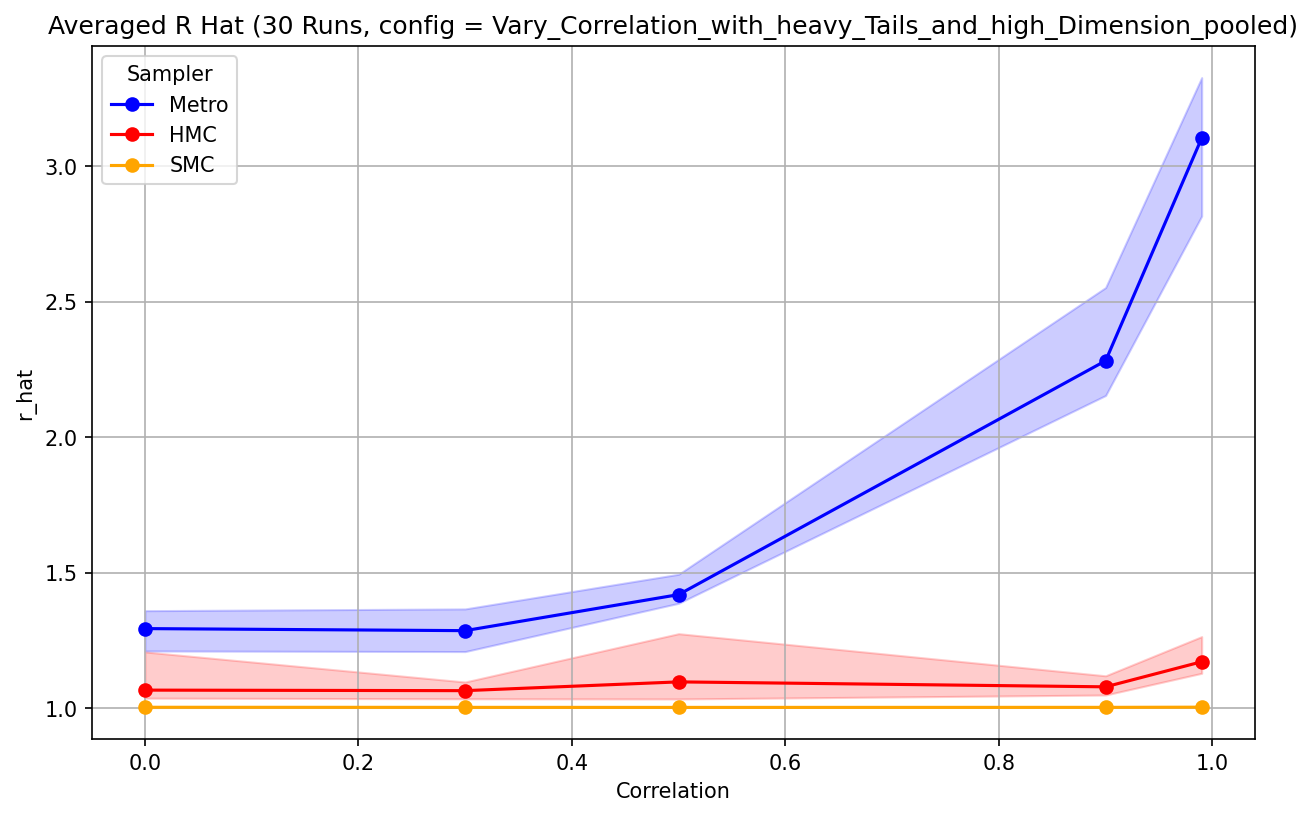 Averaged R Hat (30 Runs, config = Vary_Correlation_with_heavy_Tails_and_high_Dimension_pooled)
Sampler
Metro
HMC
SMC
r_hat
3.0
2.5
2.0
1.5
1.0
0.0 0.2 0.4 0.6 0.8 1.0
Correlation